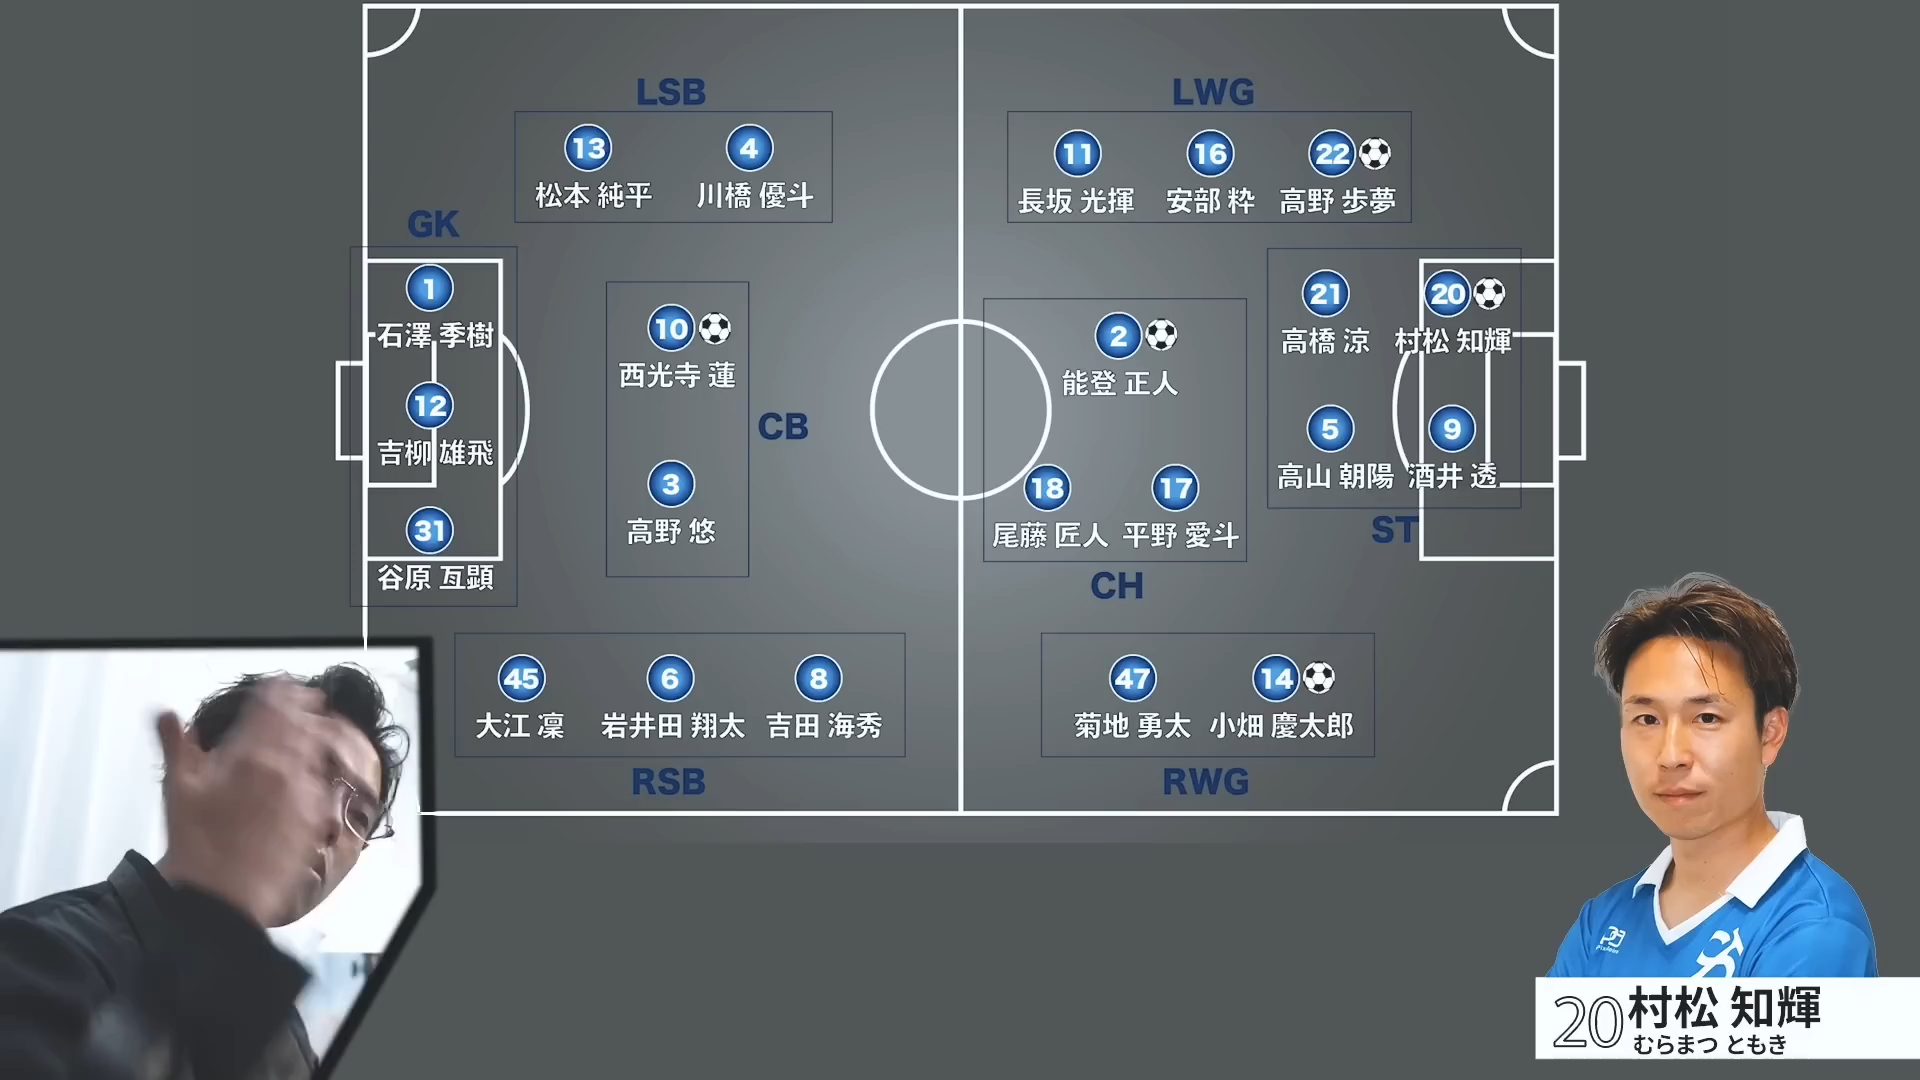 LSB
13
松本 純平
4
川橋 優斗
LWG
11
長坂 光揮
16
安部 粋
22
高野 歩夢
GK
1
石澤 季樹
12
吉柳 雄飛
31
谷原 亙顕
10
西光寺 蓮
3
高野 悠
CB
2
能登 正人
18
尾藤 匠人
17
平野 愛斗
CH
21
高橋 涼
20
村松 知輝
5
高山 朝陽
9
酒井 透
ST
45
大江 凜
6
岩井田 翔太
8
吉田 海秀
RSB
47
菊地 勇太
14
小畑 慶太郎
RWG
20 村松 知輝
むらまつ ともき